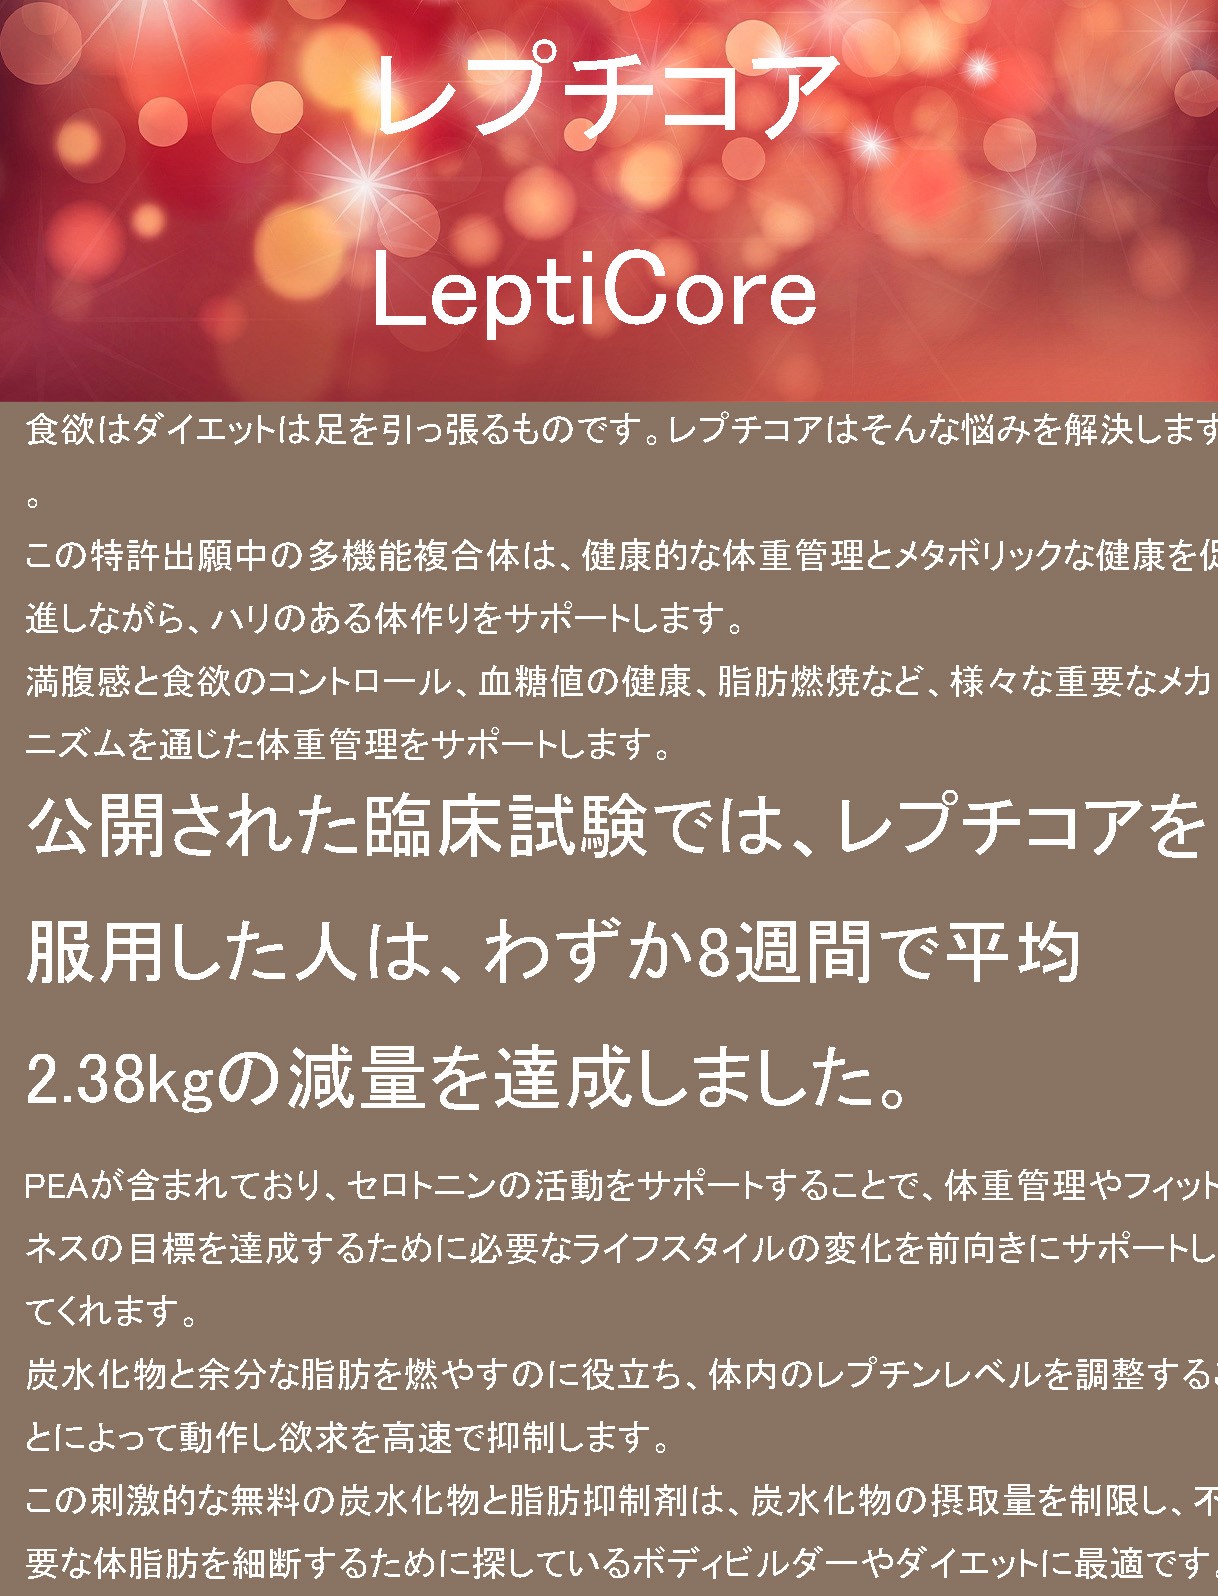 レプチコア
LeptiCore
食欲はダイエットは足を引っ張るものです。レプチコアはそんな悩みを解決します
。
この特許出願中の多機能複合体は、健康的な体重管理とメタボリックな健康を促
進しながら、ハリのある体作りをサポートします。
満腹感と食欲のコントロール、血糖値の健康、脂肪燃焼など、様々な重要なメカ
ニズムを通じた体重管理をサポートします。
公開された臨床試験では、レプチコアを
服用した人は、わずか8週間で平均
2.38kgの減量を達成しました。
PEAが含まれており、セロトニンの活動をサポートすることで、体重管理やフィット
ネスの目標を達成するために必要なライフスタイルの変化を前向きにサポートし
てくれます。
炭水化物と余分な脂肪を燃やすのに役立ち、体内のレプチンレベルを調整するこ
とによって動作し欲求を高速で抑制します。
この刺激的な無料の炭水化物と脂肪抑制剤は、炭水化物の摂取量を制限し、不
要な体脂肪を細断するために探しているボディビルダーやダイエットに最適です。